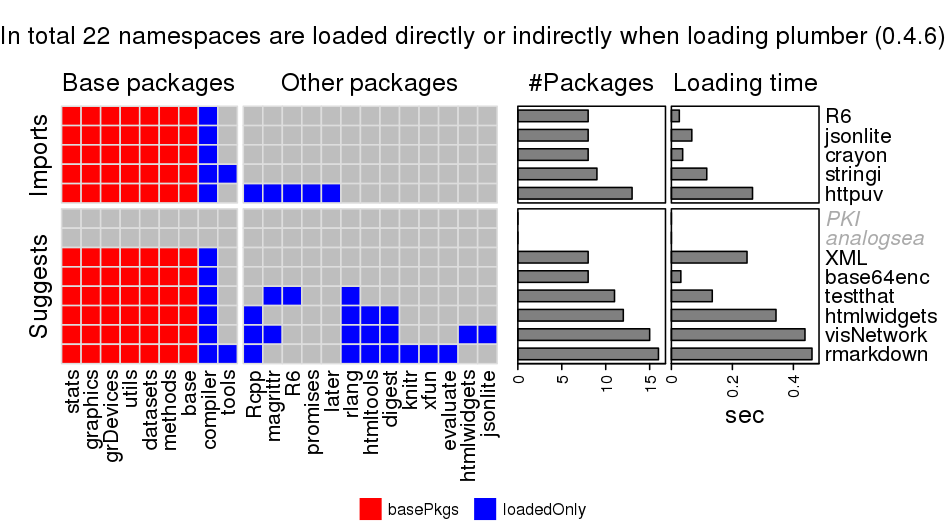 In total 22 namespaces are loaded directly or indirectly when loading plumber (0.4.6)
Base packages
Other packages
#Packages
Loading time
Imports
R6
jsonlite
crayon
stringi
httpuv
Suggests
PKI
analogsea
XML
base64enc
testthat
htmlwidgets
visNetwork
rmarkdown
stats
graphics
grDevices
utils
datasets
methods
base
compiler
tools
Rcpp
magrittr
R6
promises
later
rlang
htmltools
digest
knitr
xfun
evaluate
htmlwidgets
jsonlite
0
5
10
15
0
0.2
0.4
sec
basePkgs
loadedOnly